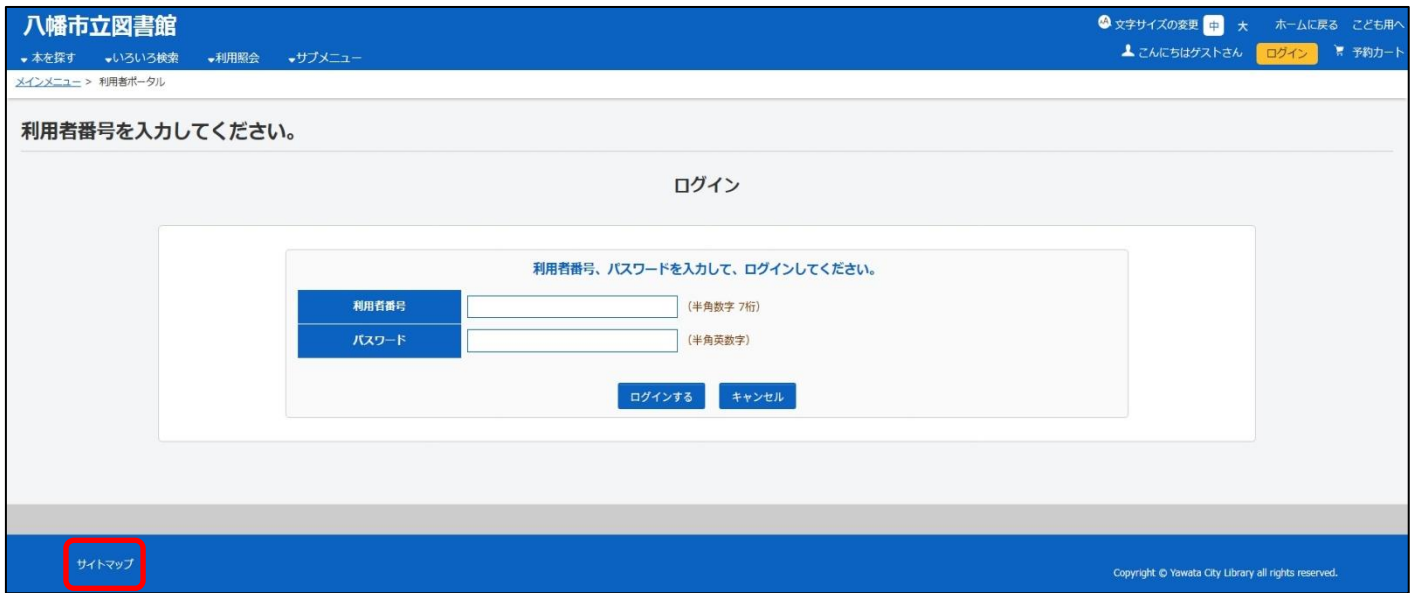 八幡市立図書館
文字サイズの変更 中 大 ホームに戻る こども用へ
本を探す いろいろ検索 利用照会 サブメニュー
こんにちはゲストさん ログイン 予約カート
メインメニュー > 利用者ポータル
利用者番号を入力してください。
ログイン
利用者番号、パスワードを入力して、ログインしてください。
利用者番号 (半角数字 7桁)
パスワード (半角英数字)
ログインする キャンセル
サイトマップ
Copyright © Yawata City Library all rights reserved.